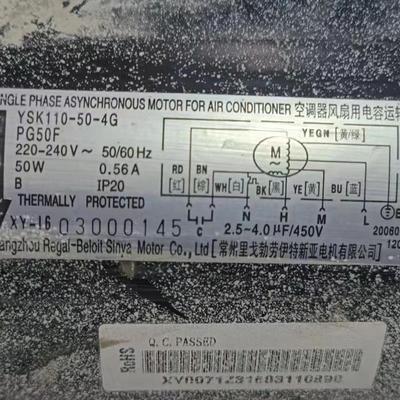 NGLE PHASE ASYNCHRONOUS MOTOR FOR AIR CONDITIONER 空调器风扇用电容运转
YSK110-50-4G
PG50F
220-240V～ 50/60Hz
50W 0.56A
B IP20
THERMALLY PROTECTED
XY-16 03000145
YEGN [黄/绿]
M
～
RD BN
[红] [棕] WH[白] BK[黑] YE[黄] BU[蓝]
C N H M L
2.5~4.0μF/450V
20060
120
angzhou Regal-Beloit Sinya Motor Co., Ltd [常州里戈勃劳伊特新亚电机有限公司]
RoHS
Q.C. PASSED